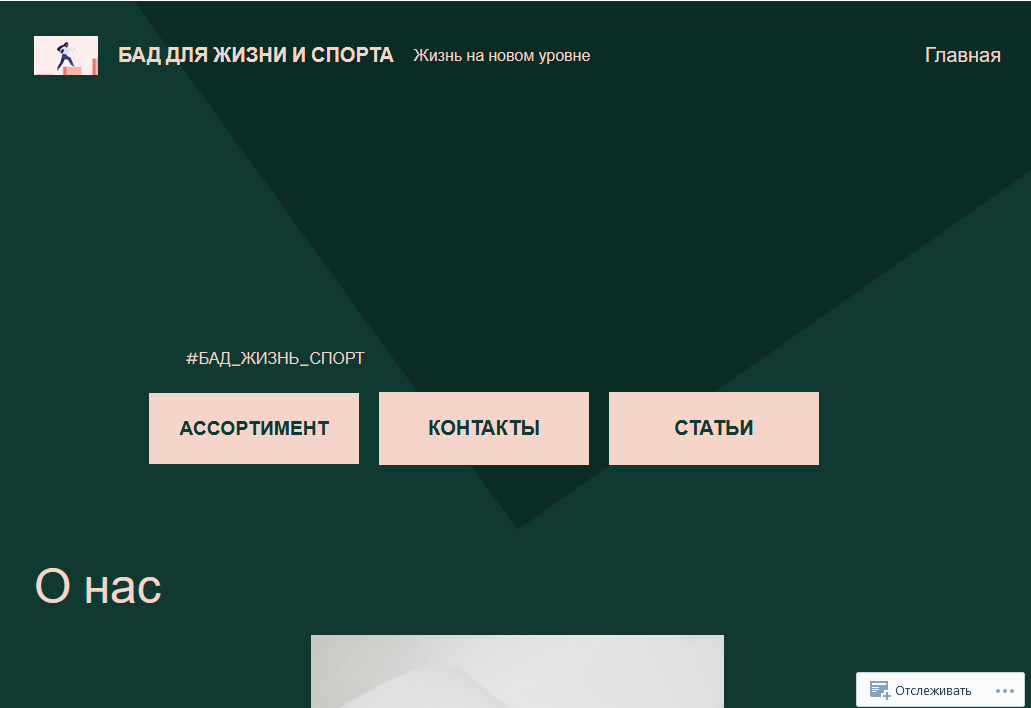 БАД ДЛЯ ЖИЗНИ И СПОРТА Жизнь на новом уровне Главная
#БАД_ЖИЗНЬ_СПОРТ
АССОРТИМЕНТ КОНТАКТЫ СТАТЬИ
О нас
Отслеживать